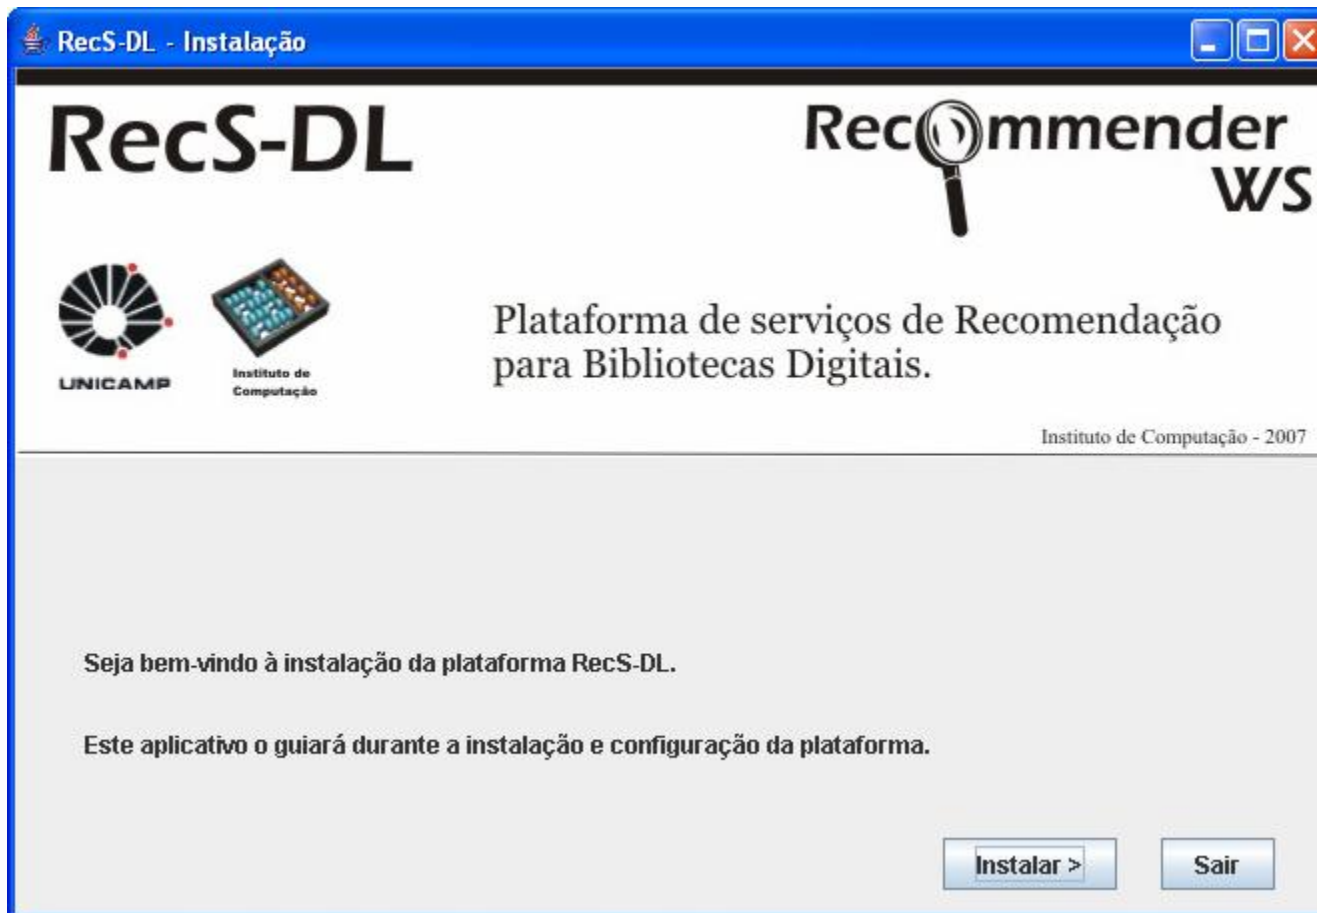 RecS-DL - Instalação
RecS-DL
Recommender
WS
UNICAMP
Instituto de
Computação
Plataforma de serviços de Recomendação
para Bibliotecas Digitais.
Instituto de Computação - 2007
Seja bem-vindo à instalação da plataforma RecS-DL.
Este aplicativo o guiará durante a instalação e configuração da plataforma.
Instalar >
Sair